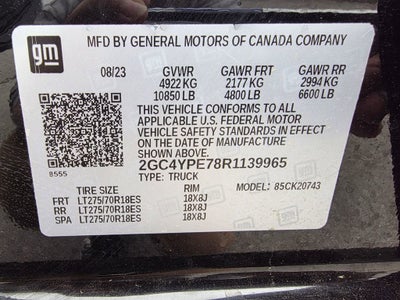 gm
MFD BY GENERAL MOTORS OF CANADA COMPANY
08/23 GVWR GAWR FRT GAWR RR
4922 KG 2177 KG 2994 KG
10850 LB 4800 LB 6600 LB
THIS VEHICLE CONFORMS TO ALL
APPLICABLE U.S. FEDERAL MOTOR
VEHICLE SAFETY STANDARDS IN EFFECT
ON THE DATE OF MANUFACTURE
SHOWN ABOVE.
2GC4YPE78R1139965
8555 TYPE: TRUCK
TIRE SIZE RIM MODEL: 85CK20743
FRT LT275/70R18ES 18X8J
RR LT275/70R18ES 18X8J
SPA LT275/70R18ES 18X8J